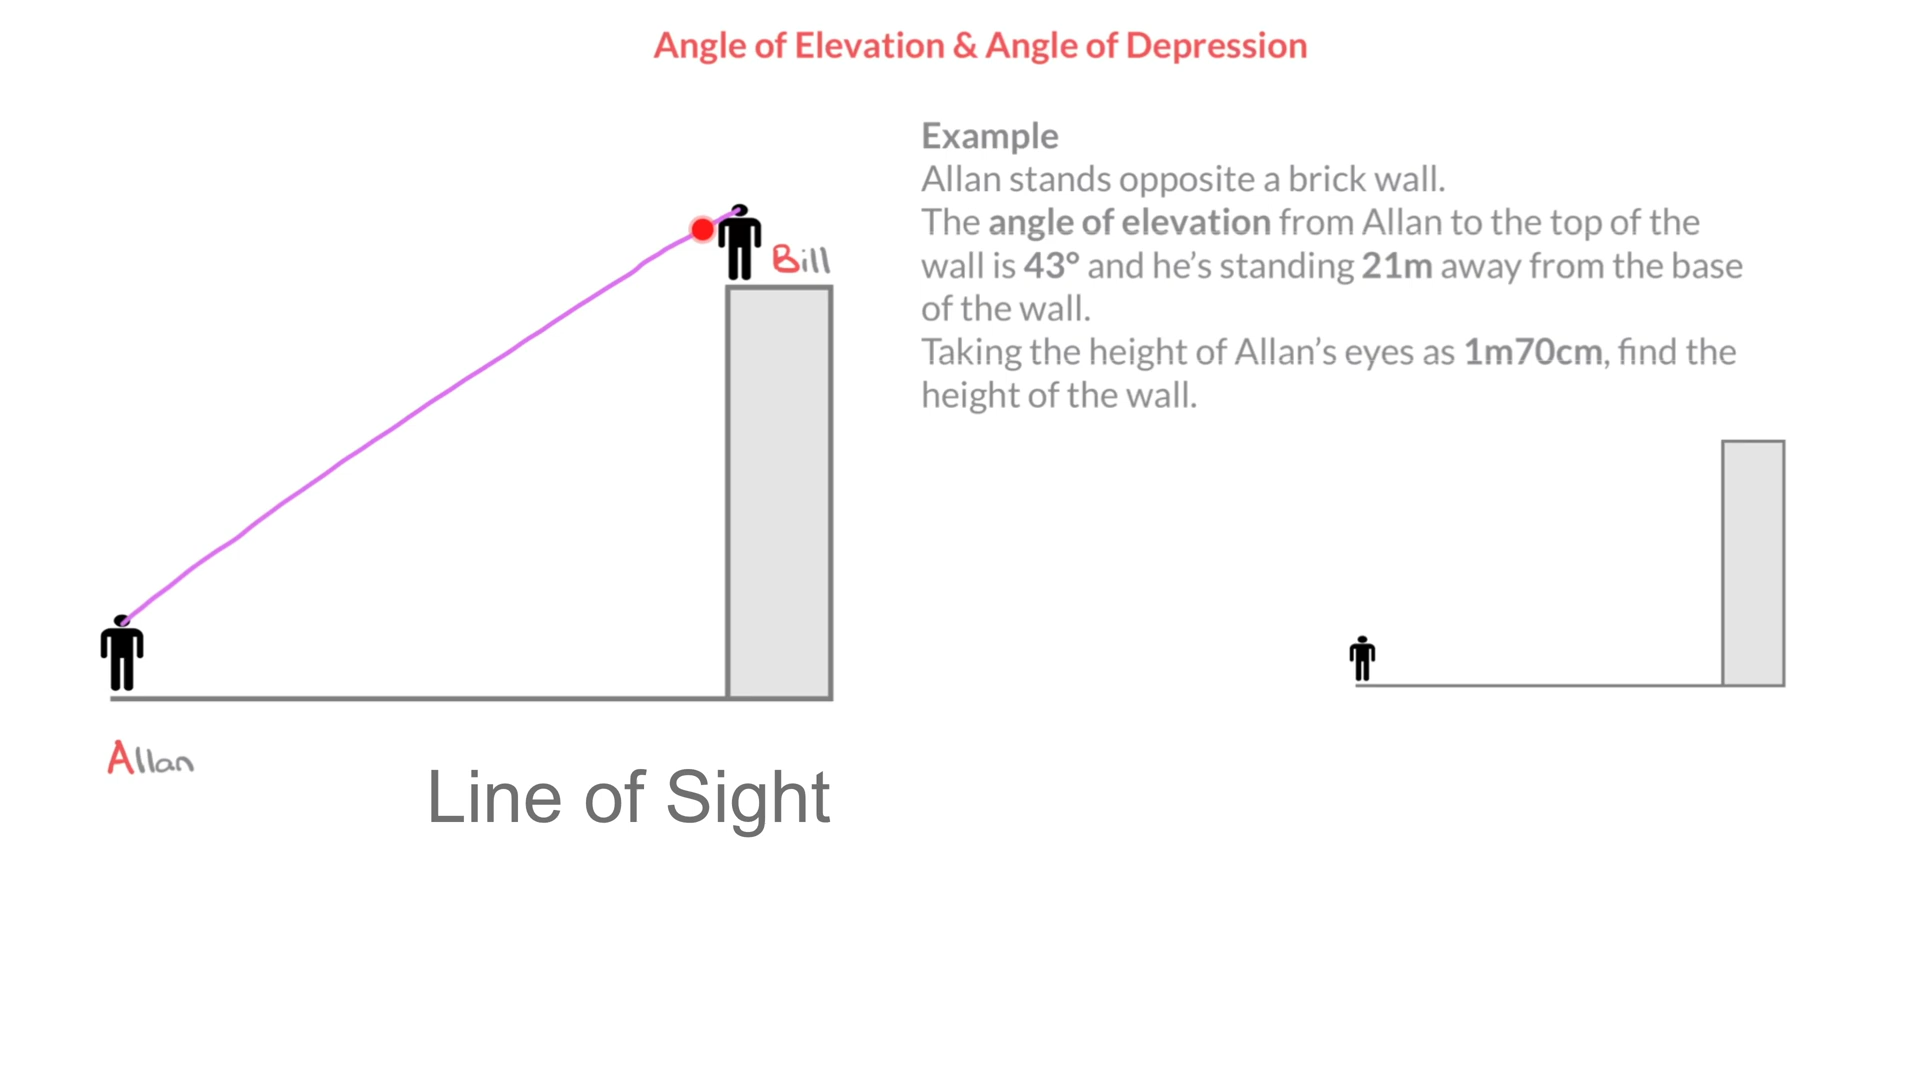 Angle of Elevation & Angle of Depression
Example
Allan stands opposite a brick wall.
The angle of elevation from Allan to the top of the
wall is 43° and he's standing 21m away from the base
of the wall.
Taking the height of Allan's eyes as 1m70cm, find the
height of the wall.
Bill
Allan
Line of Sight